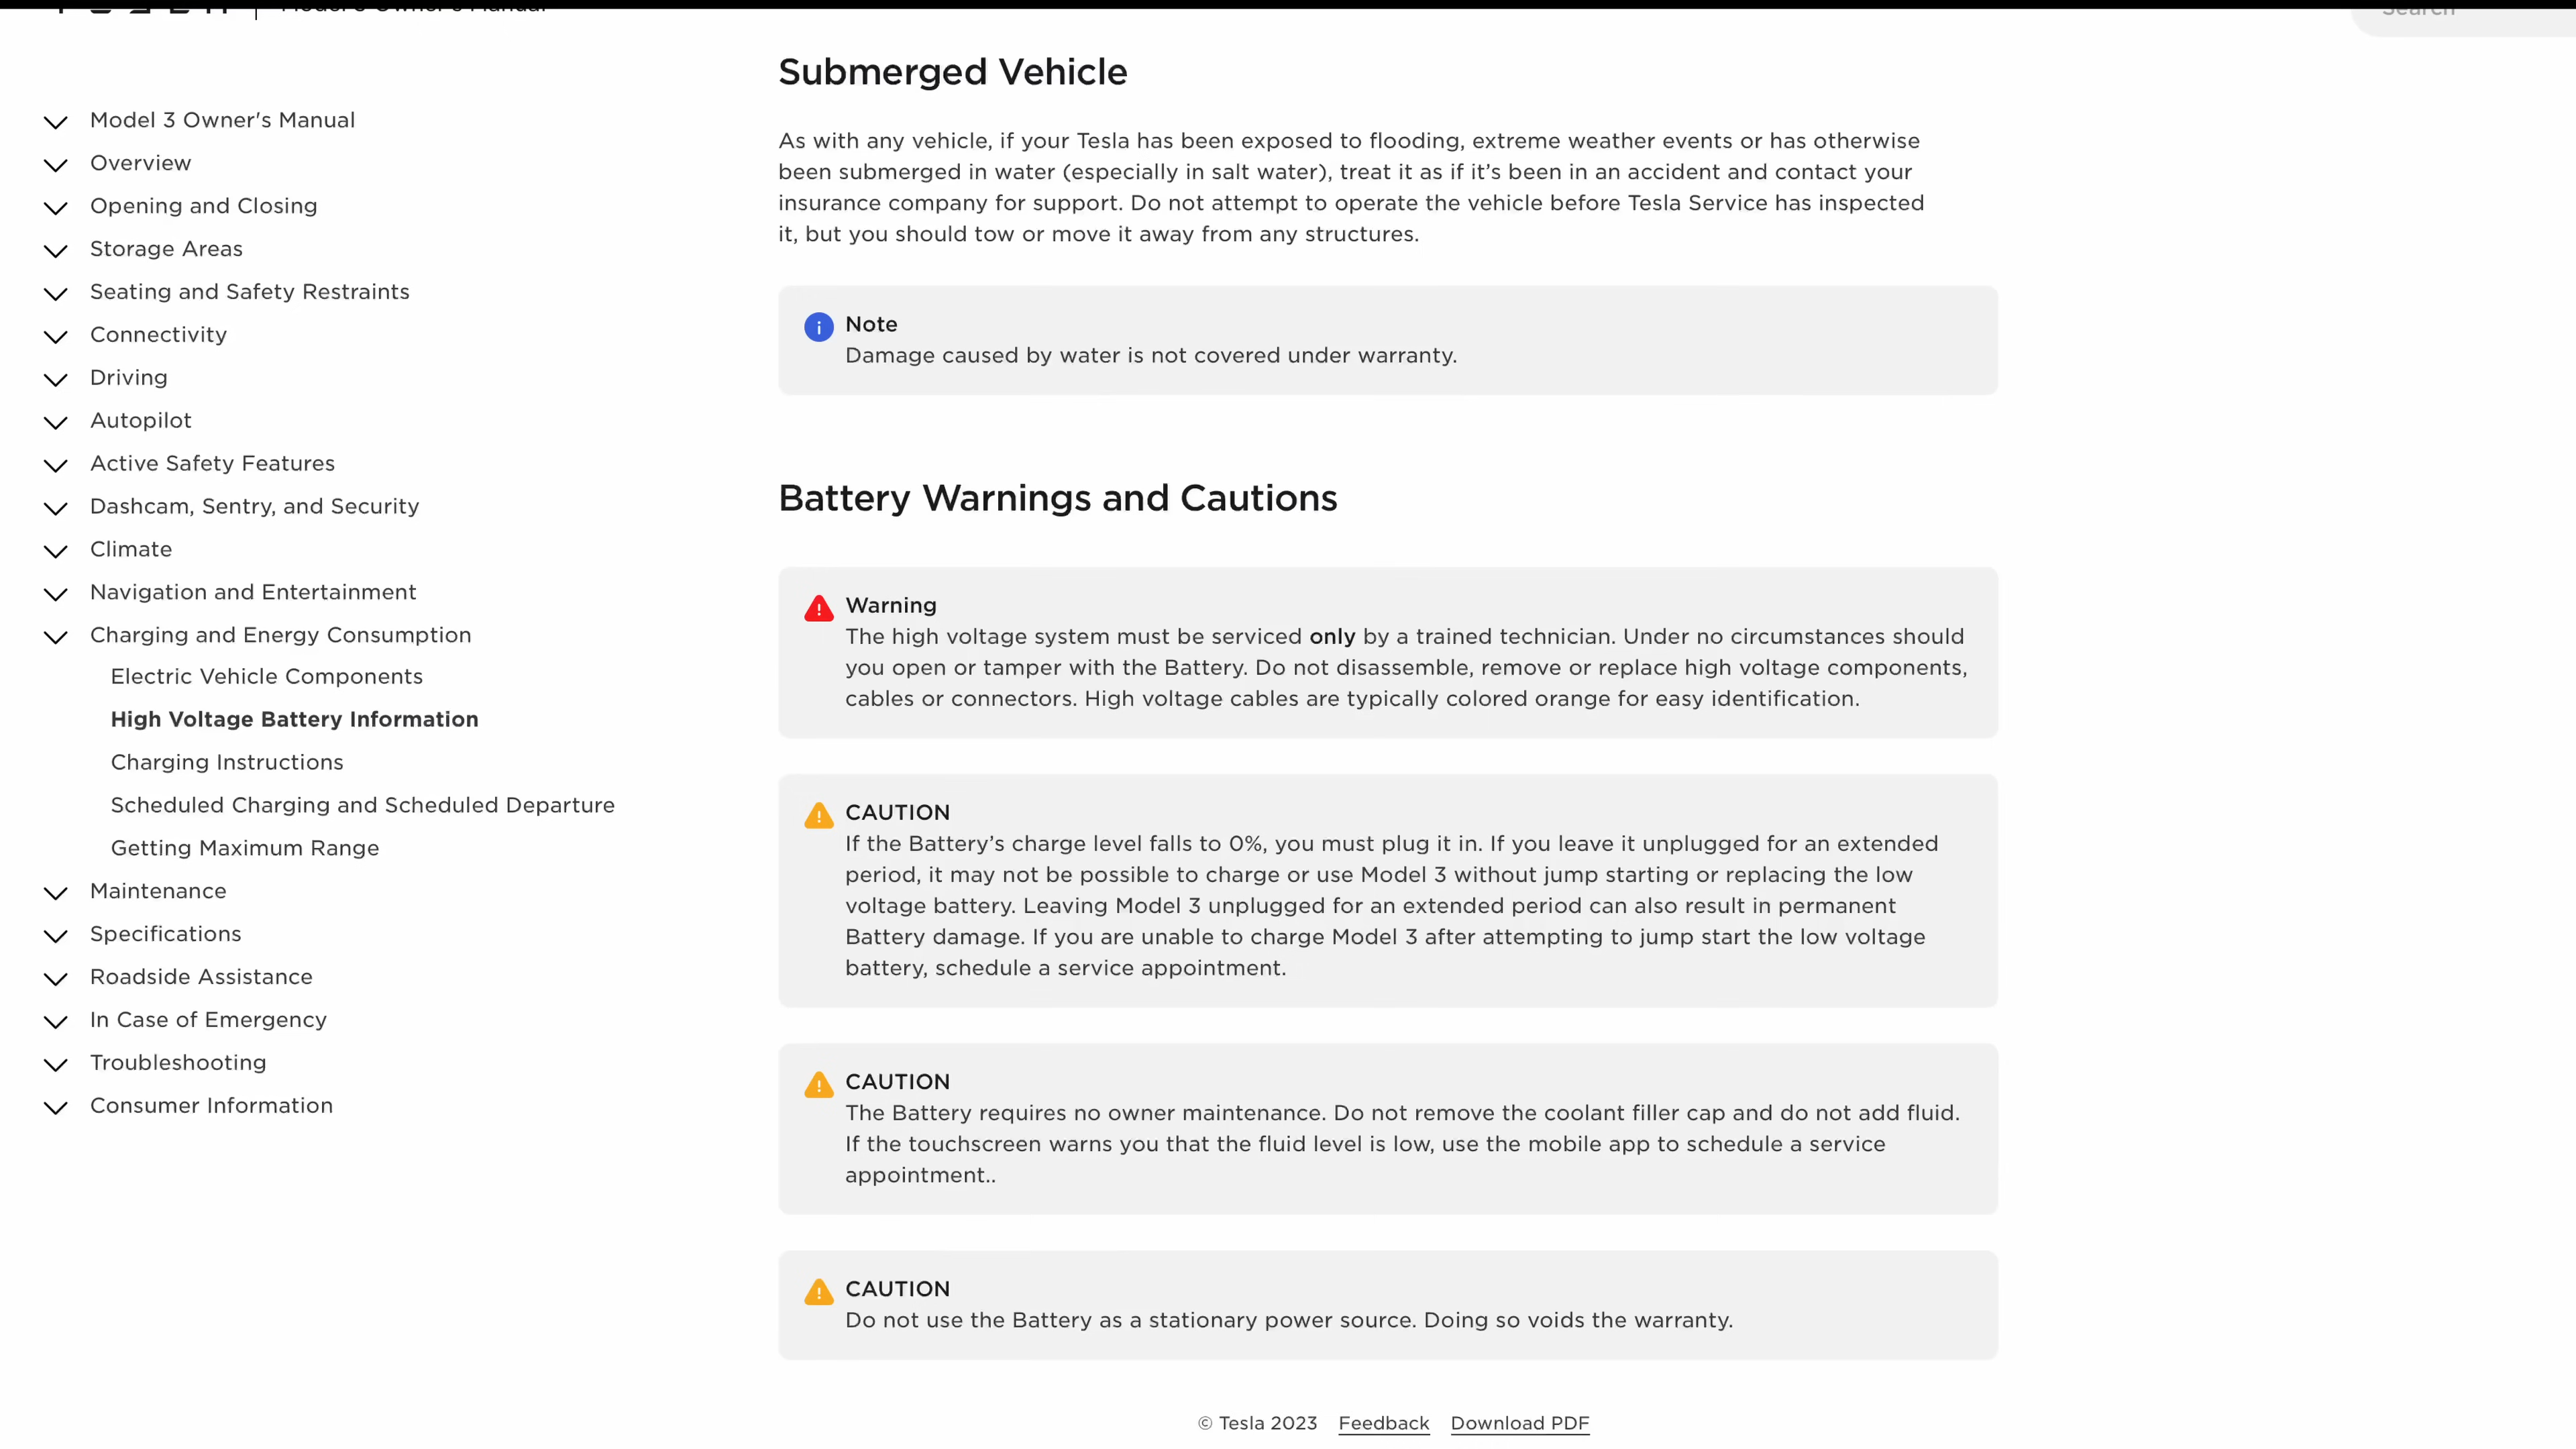 Submerged Vehicle
Model 3 Owner's Manual
Overview
Opening and Closing
Storage Areas
Seating and Safety Restraints
Connectivity
Driving
Autopilot
Active Safety Features
Dashcam, Sentry, and Security
Climate
Navigation and Entertainment
Charging and Energy Consumption
Electric Vehicle Components
High Voltage Battery Information
Charging Instructions
Scheduled Charging and Scheduled Departure
Getting Maximum Range
Maintenance
Specifications
Roadside Assistance
In Case of Emergency
Troubleshooting
Consumer Information
As with any vehicle, if your Tesla has been exposed to flooding, extreme weather events or has otherwise
been submerged in water (especially in salt water), treat it as if it’s been in an accident and contact your
insurance company for support. Do not attempt to operate the vehicle before Tesla Service has inspected
it, but you should tow or move it away from any structures.
Note
Damage caused by water is not covered under warranty.
Battery Warnings and Cautions
Warning
The high voltage system must be serviced only by a trained technician. Under no circumstances should
you open or tamper with the Battery. Do not disassemble, remove or replace high voltage components,
cables or connectors. High voltage cables are typically colored orange for easy identification.
CAUTION
If the Battery’s charge level falls to 0%, you must plug it in. If you leave it unplugged for an extended
period, it may not be possible to charge or use Model 3 without jump starting or replacing the low
voltage battery. Leaving Model 3 unplugged for an extended period can also result in permanent
Battery damage. If you are unable to charge Model 3 after attempting to jump start the low voltage
battery, schedule a service appointment.
CAUTION
The Battery requires no owner maintenance. Do not remove the coolant filler cap and do not add fluid.
If the touchscreen warns you that the fluid level is low, use the mobile app to schedule a service
appointment..
CAUTION
Do not use the Battery as a stationary power source. Doing so voids the warranty.
© Tesla 2023 Feedback Download PDF